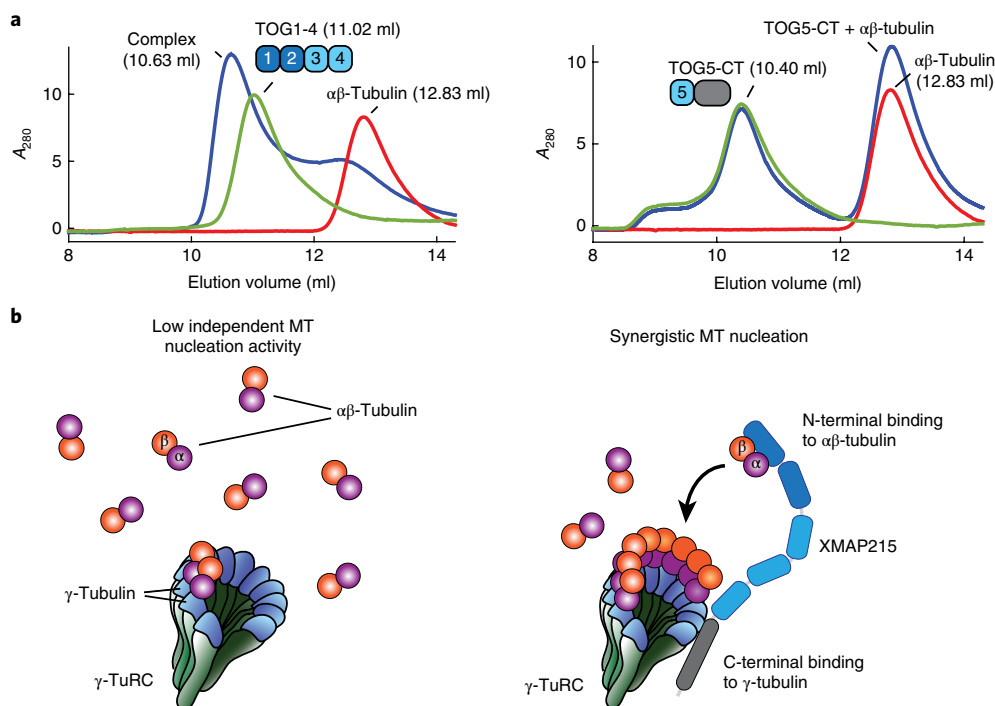 a
Complex
(10.63 ml)
TOG1-4 (11.02 ml)
1 2 3 4
αβ-Tubulin (12.83 ml)
A280
10
5
0
8 10 12 14
Elution volume (ml)
TOG5-CT + αβ-tubulin
TOG5-CT (10.40 ml)
αβ-Tubulin
(12.83 ml)
5
A280
10
5
0
8 10 12 14
Elution volume (ml)
b
Low independent MT
nucleation activity
αβ-Tubulin
β
α
γ-Tubulin
γ-TuRC
Synergistic MT nucleation
N-terminal binding
to αβ-tubulin
β
α
XMAP215
C-terminal binding
to γ-tubulin
γ-TuRC